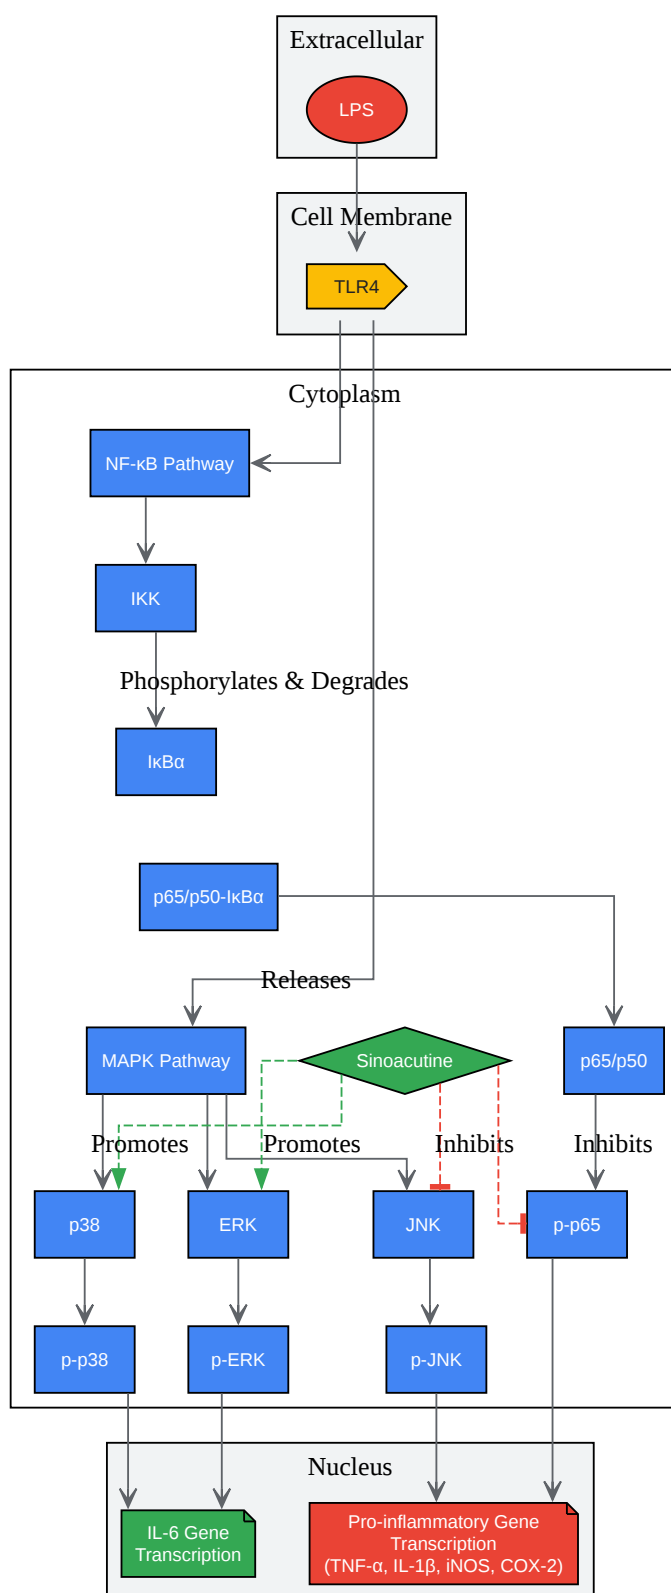 Extracellular
LPS
Cell Membrane
TLR4
Cytoplasm
NF-κB Pathway
IKK
Phosphorylates & Degrades
IκBα
p65/p50-IκBα
Releases
MAPK Pathway
Sinoacutine
p65/p50
Promotes
Promotes
Inhibits
Inhibits
p38
ERK
JNK
p-p65
p-p38
p-ERK
p-JNK
Nucleus
IL-6 Gene
Transcription
Pro-inflammatory Gene
Transcription
(TNF-α, IL-1β, iNOS, COX-2)